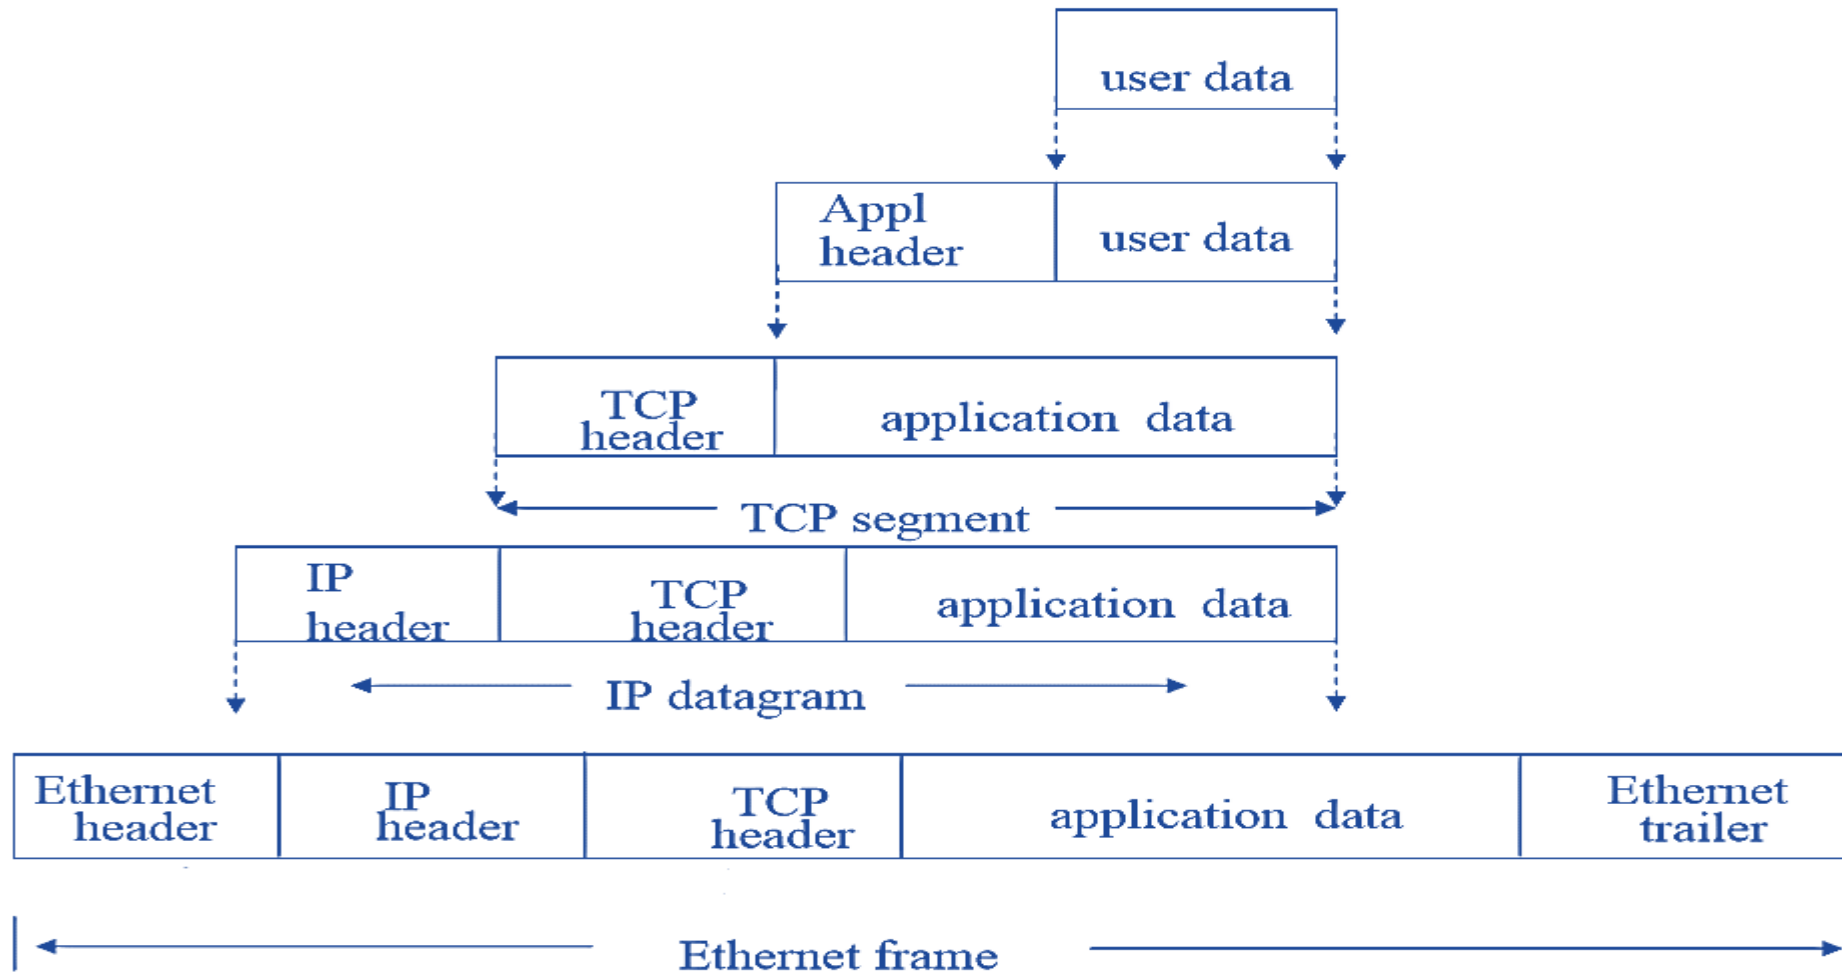 user data
Appl
header
user data
TCP
header
application data
TCP segment
IP
header
TCP
header
application data
IP datagram
Ethernet
header
IP
header
TCP
header
application data
Ethernet
trailer
Ethernet frame